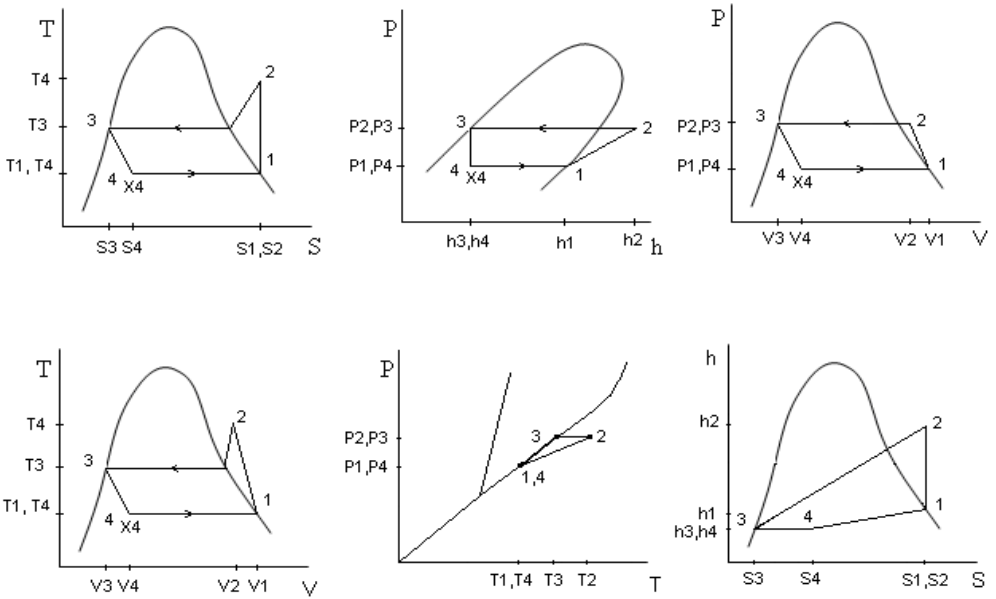 T
T4
T3
T1, T4
2
3
1
4
X4
S3 S4
S1,S2
S
P
P2,P3
P1,P4
3
2
4
X4
1
h3,h4
h1
h2
h
P
P2,P3
P1,P4
3
2
4
X4
1
V3 V4
V2 V1
V
T
T4
T3
T1, T4
2
3
1
4
X4
V3 V4
V2 V1
V
P
P2,P3
P1,P4
3
2
1,4
T1,T4
T3
T2
T
h
h2
h1
h3,h4
2
3
4
1
S3
S4
S1,S2
S